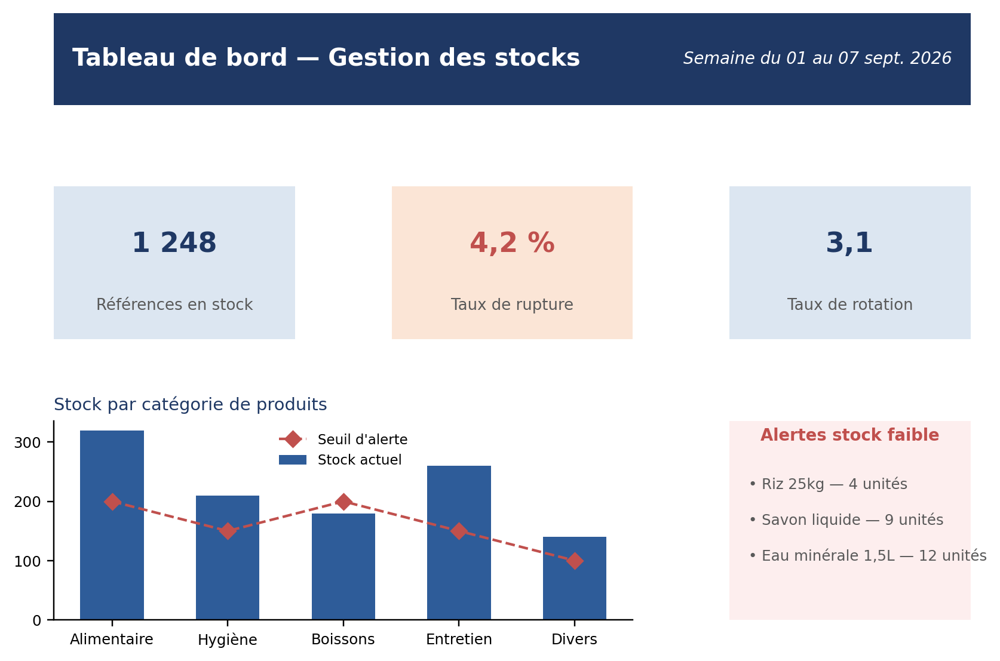 Tableau de bord — Gestion des stocks
Semaine du 01 au 07 sept. 2026
1 248
Références en stock
4,2 %
Taux de rupture
3,1
Taux de rotation
Stock par catégorie de produits
Seuil d'alerte
Stock actuel
300
200
100
0
Alimentaire
Hygiène
Boissons
Entretien
Divers
Alertes stock faible
• Riz 25kg — 4 unités
• Savon liquide — 9 unités
• Eau minérale 1,5L — 12 unités